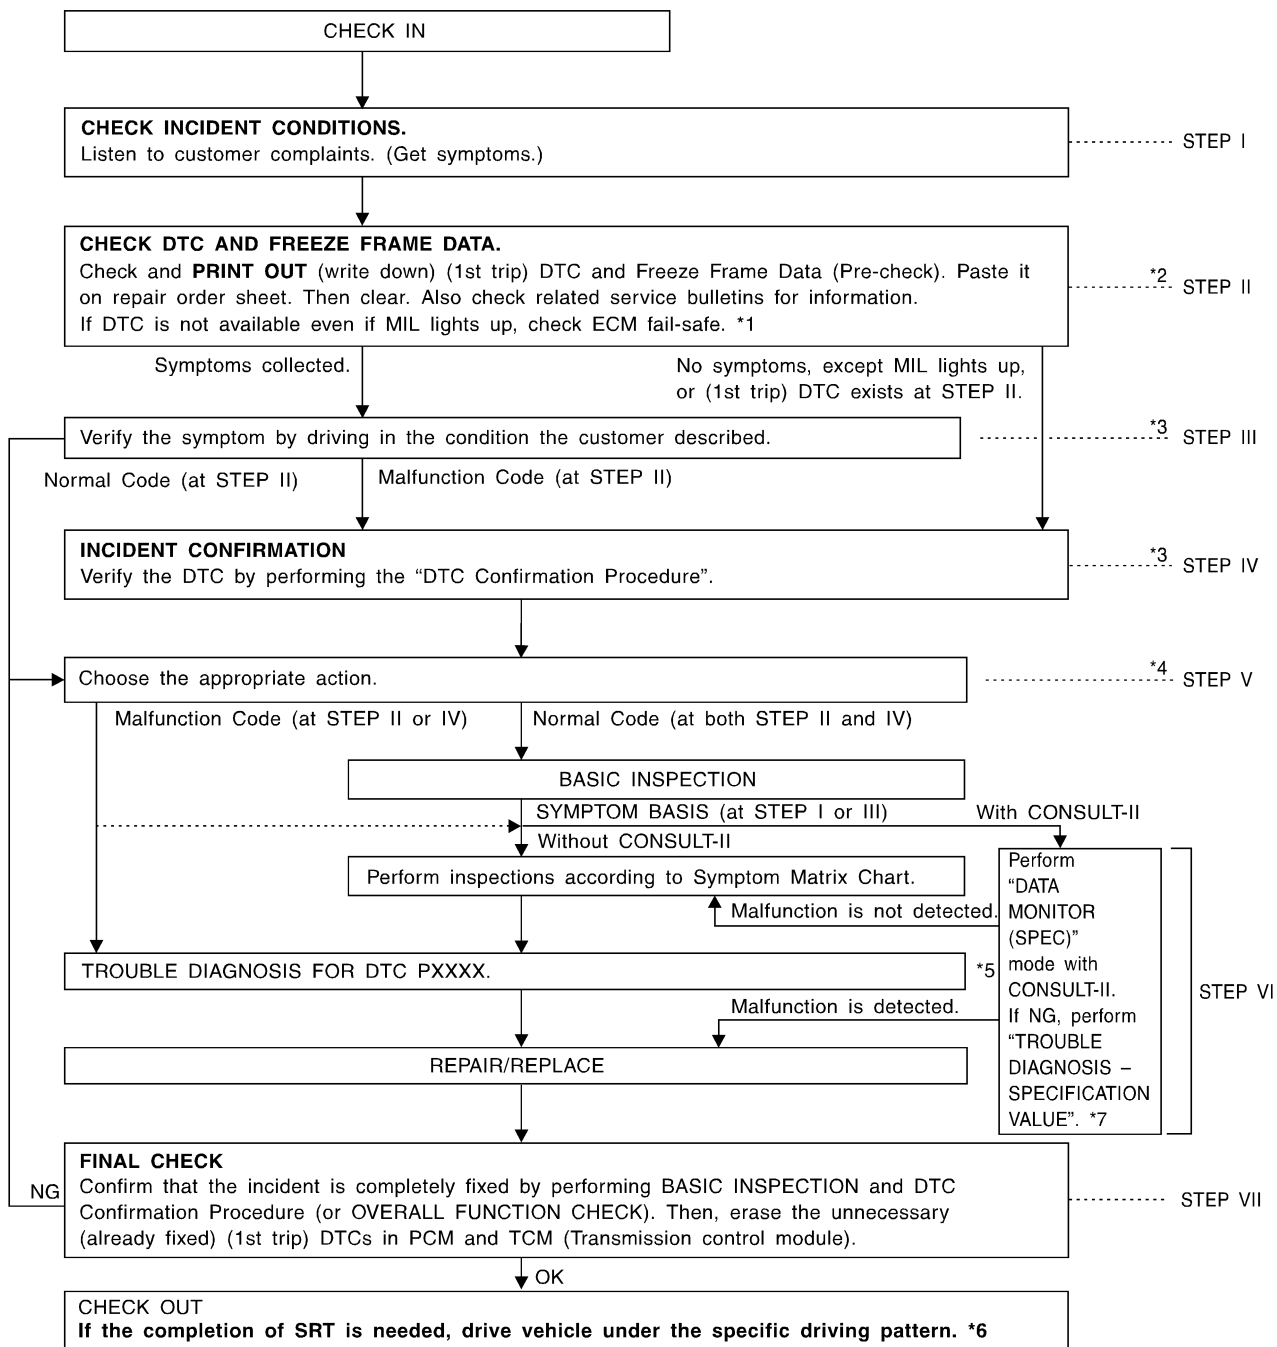 CHECK IN
CHECK INCIDENT CONDITIONS.
Listen to customer complaints. (Get symptoms.)
STEP I
CHECK DTC AND FREEZE FRAME DATA.
Check and PRINT OUT (write down) (1st trip) DTC and Freeze Frame Data (Pre-check). Paste it
on repair order sheet. Then clear. Also check related service bulletins for information.
If DTC is not available even if MIL lights up, check ECM fail-safe. *1
*2
STEP II
Symptoms collected.
No symptoms, except MIL lights up,
or (1st trip) DTC exists at STEP II.
Verify the symptom by driving in the condition the customer described.
*3
STEP III
Normal Code (at STEP II)
Malfunction Code (at STEP II)
INCIDENT CONFIRMATION
Verify the DTC by performing the “DTC Confirmation Procedure”.
*3
STEP IV
Choose the appropriate action.
*4
STEP V
Malfunction Code (at STEP II or IV)
Normal Code (at both STEP II and IV)
BASIC INSPECTION
SYMPTOM BASIS (at STEP I or III)
With CONSULT-II
Without CONSULT-II
Perform inspections according to Symptom Matrix Chart.
Malfunction is not detected.
Perform
“DATA
MONITOR
(SPEC)”
mode with
CONSULT-II.
If NG, perform
“TROUBLE
DIAGNOSIS –
SPECIFICATION
VALUE”. *7
STEP VI
TROUBLE DIAGNOSIS FOR DTC PXXXX.
*5
Malfunction is detected.
REPAIR/REPLACE
FINAL CHECK
Confirm that the incident is completely fixed by performing BASIC INSPECTION and DTC
Confirmation Procedure (or OVERALL FUNCTION CHECK). Then, erase the unnecessary
(already fixed) (1st trip) DTCs in PCM and TCM (Transmission control module).
NG
STEP VII
OK
CHECK OUT
If the completion of SRT is needed, drive vehicle under the specific driving pattern. *6